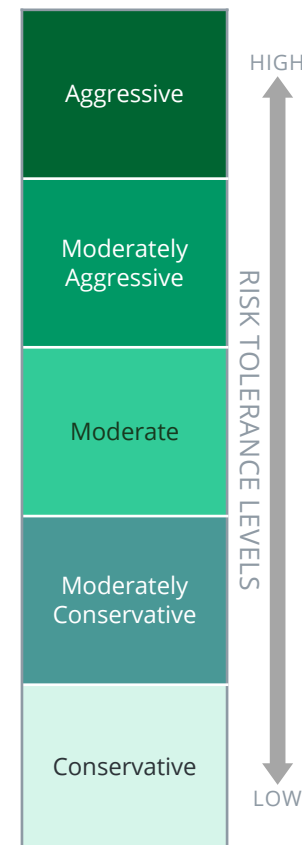 Aggressive
HIGH
Moderately
Aggressive
RISK TOLERANCE LEVELS
Moderate
Moderately
Conservative
Conservative
LOW